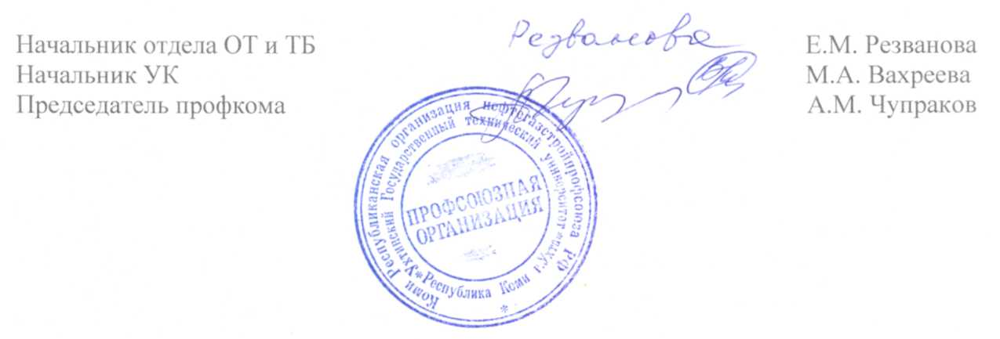 Начальник отдела ОТ и ТБ Резванова Е.М. Резванова
Начальник УК М.А. Вахреева
Председатель профкома А.М. Чупраков
Коми Республиканская организация нефтегазстройпрофсоюза РФ *
Ухтинский Государственный технический университет * Республика Коми г.Ухта *
ПРОФСОЮЗНАЯ
ОРГАНИЗАЦИЯ